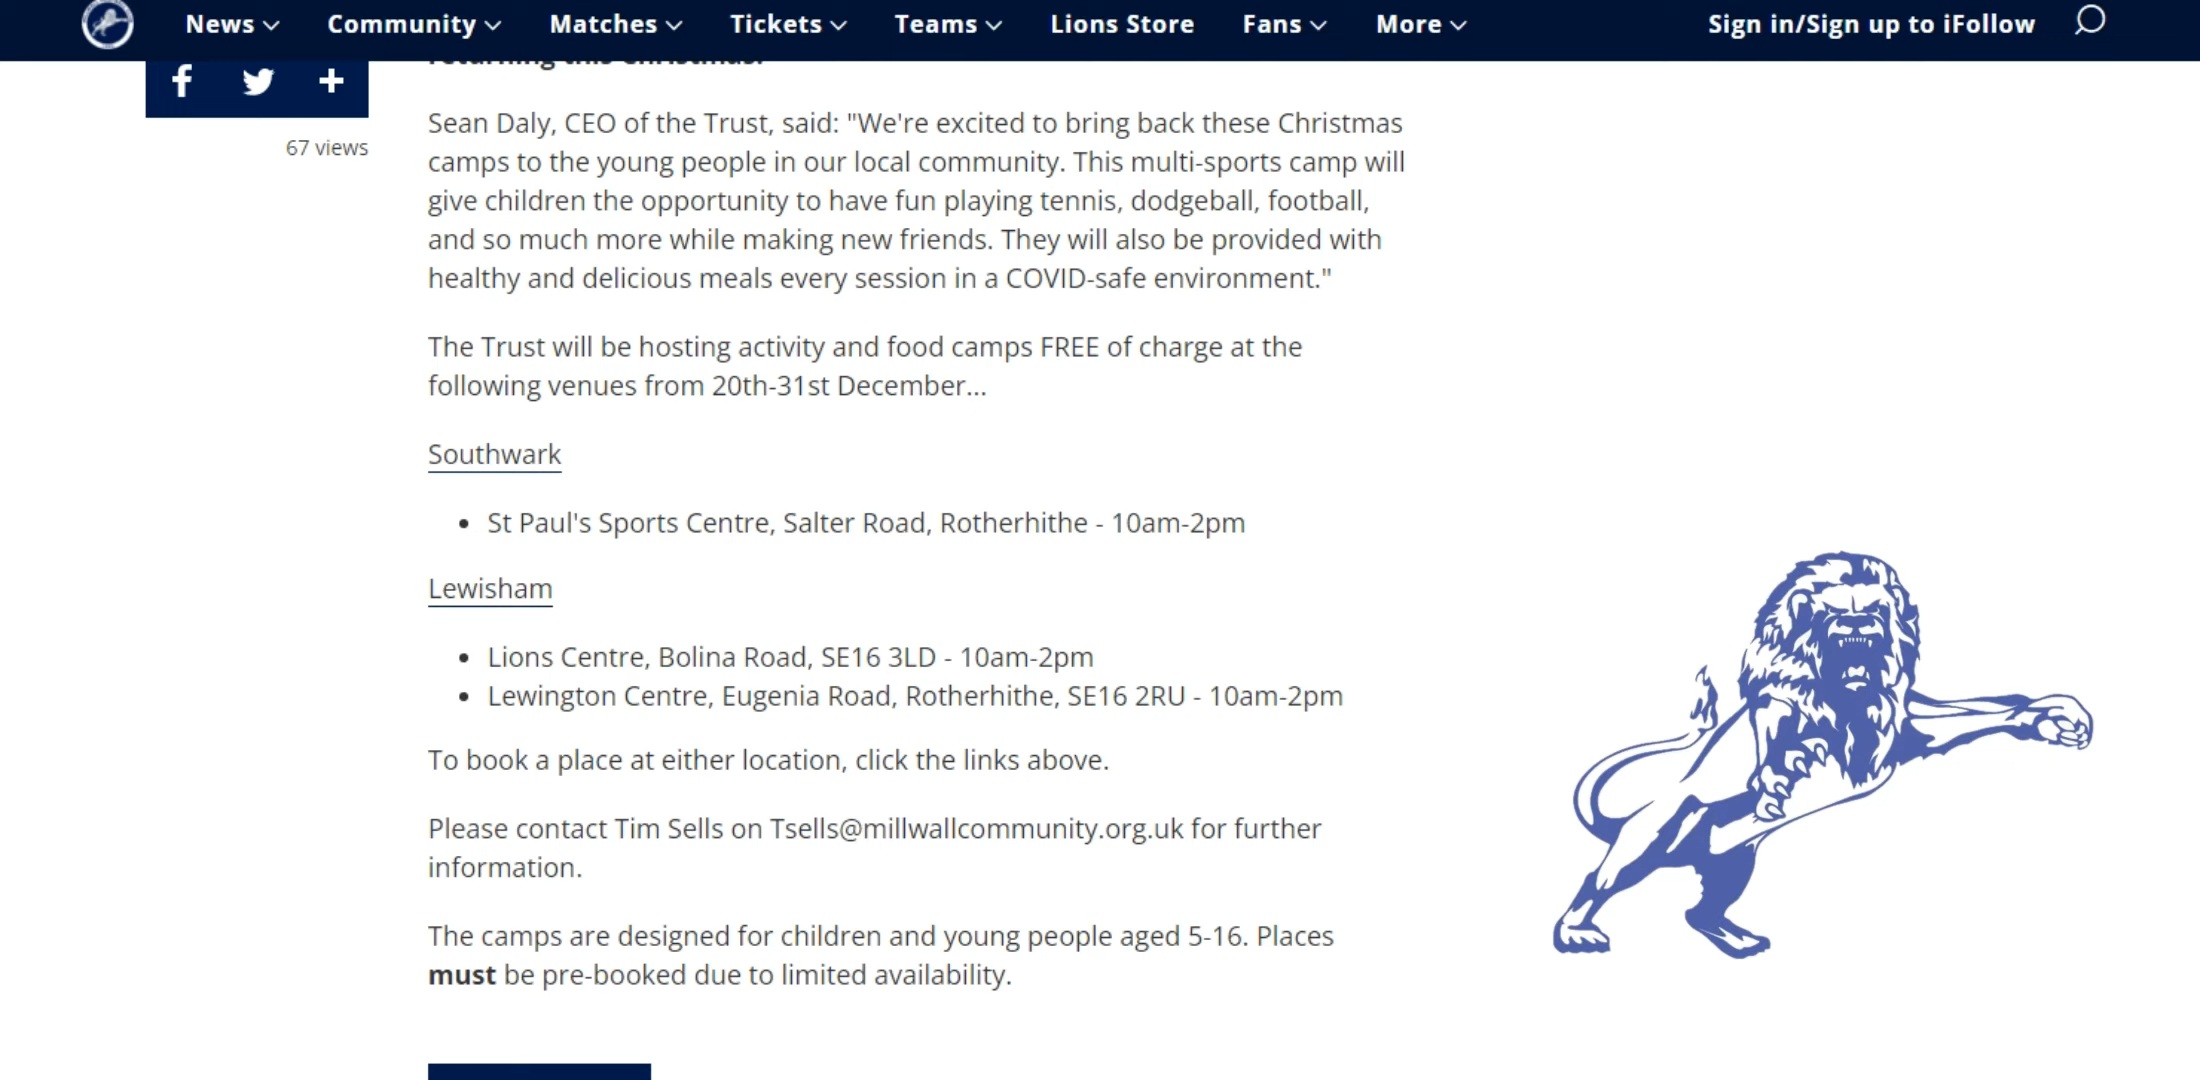 News Community Matches Tickets Teams Lions Store Fans More Sign in/Sign up to iFollow
returning this Christmas.
67 views
Sean Daly, CEO of the Trust, said: "We're excited to bring back these Christmas
camps to the young people in our local community. This multi-sports camp will
give children the opportunity to have fun playing tennis, dodgeball, football,
and so much more while making new friends. They will also be provided with
healthy and delicious meals every session in a COVID-safe environment."
The Trust will be hosting activity and food camps FREE of charge at the
following venues from 20th-31st December...
Southwark
• St Paul's Sports Centre, Salter Road, Rotherhithe - 10am-2pm
Lewisham
• Lions Centre, Bolina Road, SE16 3LD - 10am-2pm
• Lewington Centre, Eugenia Road, Rotherhithe, SE16 2RU - 10am-2pm
To book a place at either location, click the links above.
Please contact Tim Sells on Tsells@millwallcommunity.org.uk for further
information.
The camps are designed for children and young people aged 5-16. Places
must be pre-booked due to limited availability.